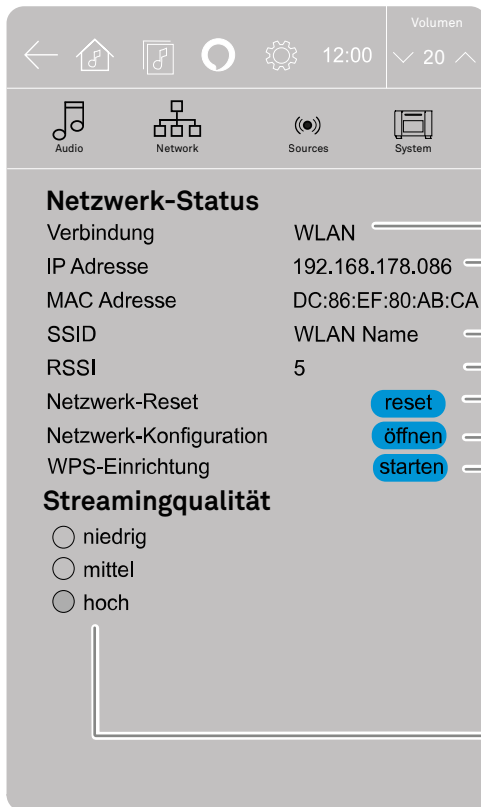 Volumen
12:00 20
Audio Network Sources System
Netzwerk-Status
Verbindung WLAN
IP Adresse 192.168.178.086
MAC Adresse DC:86:EF:80:AB:CA
SSID WLAN Name
RSSI 5
Netzwerk-Reset reset
Netzwerk-Konfiguration öffnen
WPS-Einrichtung starten
Streamingqualität
niedrig
mittel
hoch